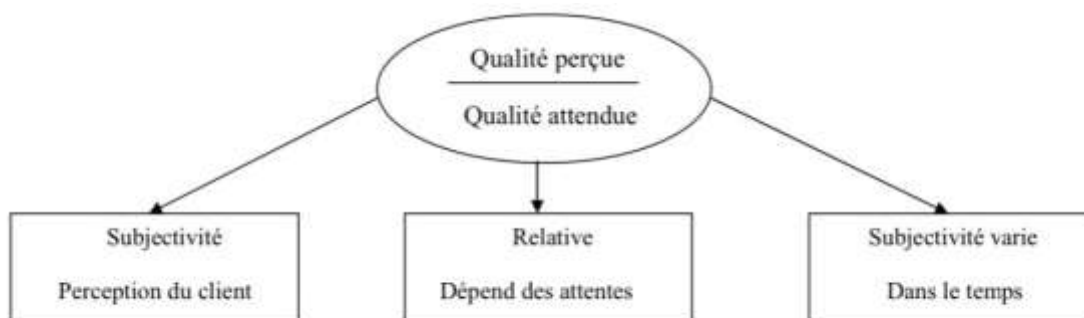 Qualité perçue
Qualité attendue
Subjectivité
Perception du client
Relative
Dépend des attentes
Subjectivité varie
Dans le temps